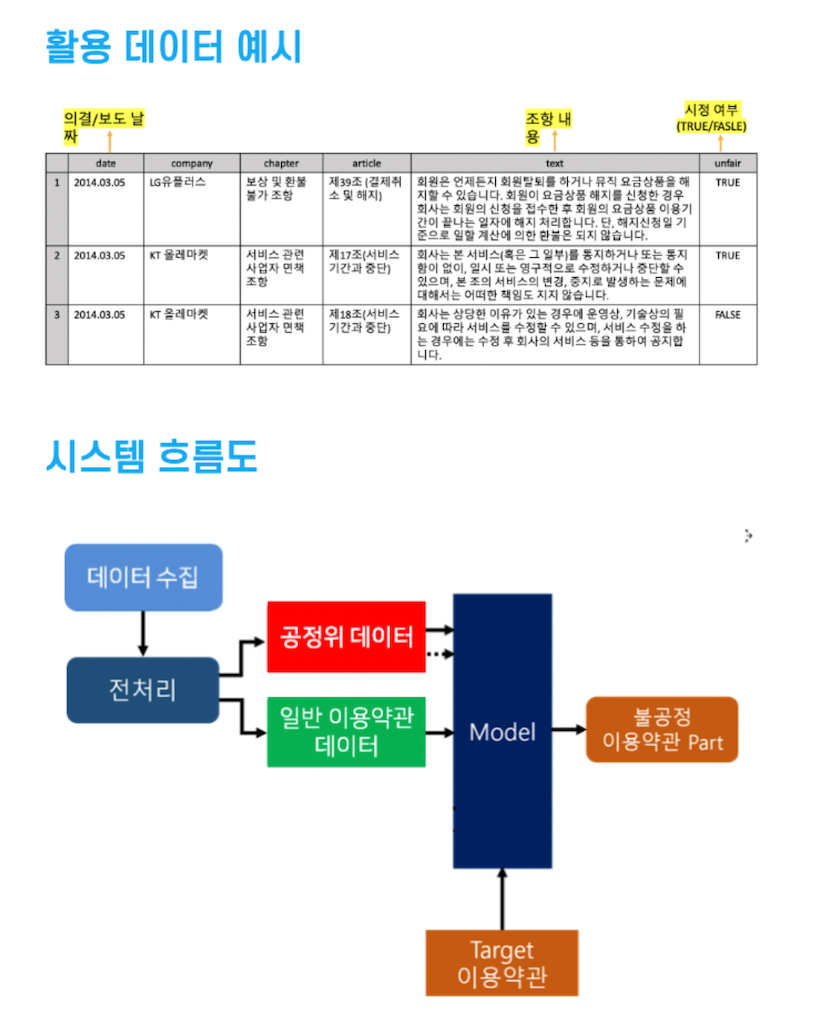 활용 데이터 예시
의결/보도 날
짜
조항 내
용
시정 여부
(TRUE/FASLE)
date company chapter article text unfair
1 2014.03.05 LG유플러스 보상 및 환불 제39조 (결제취 회원은 언제든지 회원탈퇴를 하거나 뮤직 요금상품을 해 TRUE
불가 조항 소 및 해지) 지할 수 있습니다. 회원이 요금상품 해지를 신청한 경우
회사는 회원의 신청을 접수한 후 회원의 요금상품 이용기
간이 끝나는 일자에 해지 처리합니다. 단, 해지신청일 기
준으로 일할 계산에 의한 환불은 되지 않습니다.
2 2014.03.05 KT 올레마켓 서비스 관련 제17조(서비스 회사는 본 서비스(혹은 그 일부)를 통지하거나 또는 통지 TRUE
사업자 면책 기간과 중단) 함이 없이, 일시 또는 영구적으로 수정하거나 중단할 수
조항 있으며, 본 조의 서비스의 변경, 중지로 발생하는 문제에
대해서는 어떠한 책임도 지지 않습니다.
3 2014.03.05 KT 올레마켓 서비스 관련 제18조(서비스 회사는 상당한 이유가 있는 경우에 운영상, 기술상의 필 FALSE
사업자 면책 기간과 중단) 요에 따라 서비스를 수정할 수 있으며, 서비스 수정을 하
조항 는 경우에는 수정 후 회사의 서비스 등을 통하여 공지합
니다.
시스템 흐름도
데이터 수집
전처리
공정위 데이터
일반 이용약관
데이터
Model
불공정
이용약관 Part
Target
이용약관